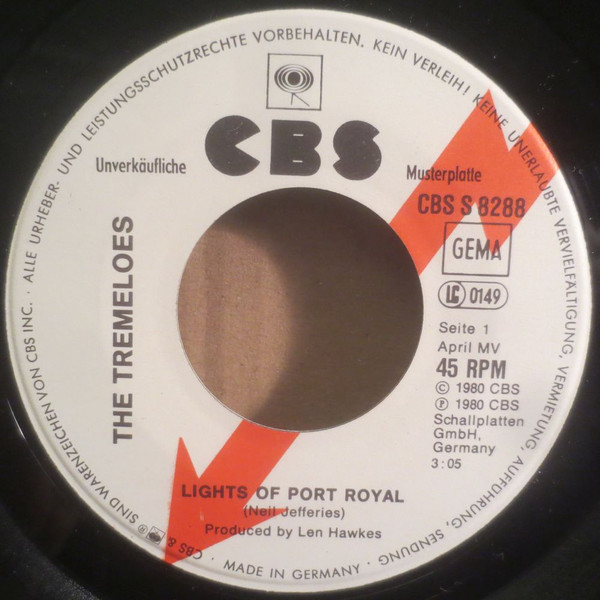 ALLE URHEBER- UND LEISTUNGSSCHUTZRECHTE VORBEHALTEN. KEIN VERLEIH! KEINE UNERLAUBTE VERVIELFÄLTIGUNG, VERMIETUNG, AUFFÜHRUNG, SENDUNG
CBS
Unverkäufliche
Musterplatte
CBS S 8288
GEMA
LC 0149
THE TREMELOES
Seite 1
April MV
45 RPM
© 1980 CBS
℗ 1980 CBS
Schallplatten
GmbH,
Germany
3:05
LIGHTS OF PORT ROYAL
(Neil Jefferies)
Produced by Len Hawkes
MADE IN GERMANY ·
CBS & SIND WARENZEICHEN VON CBS INC. ·